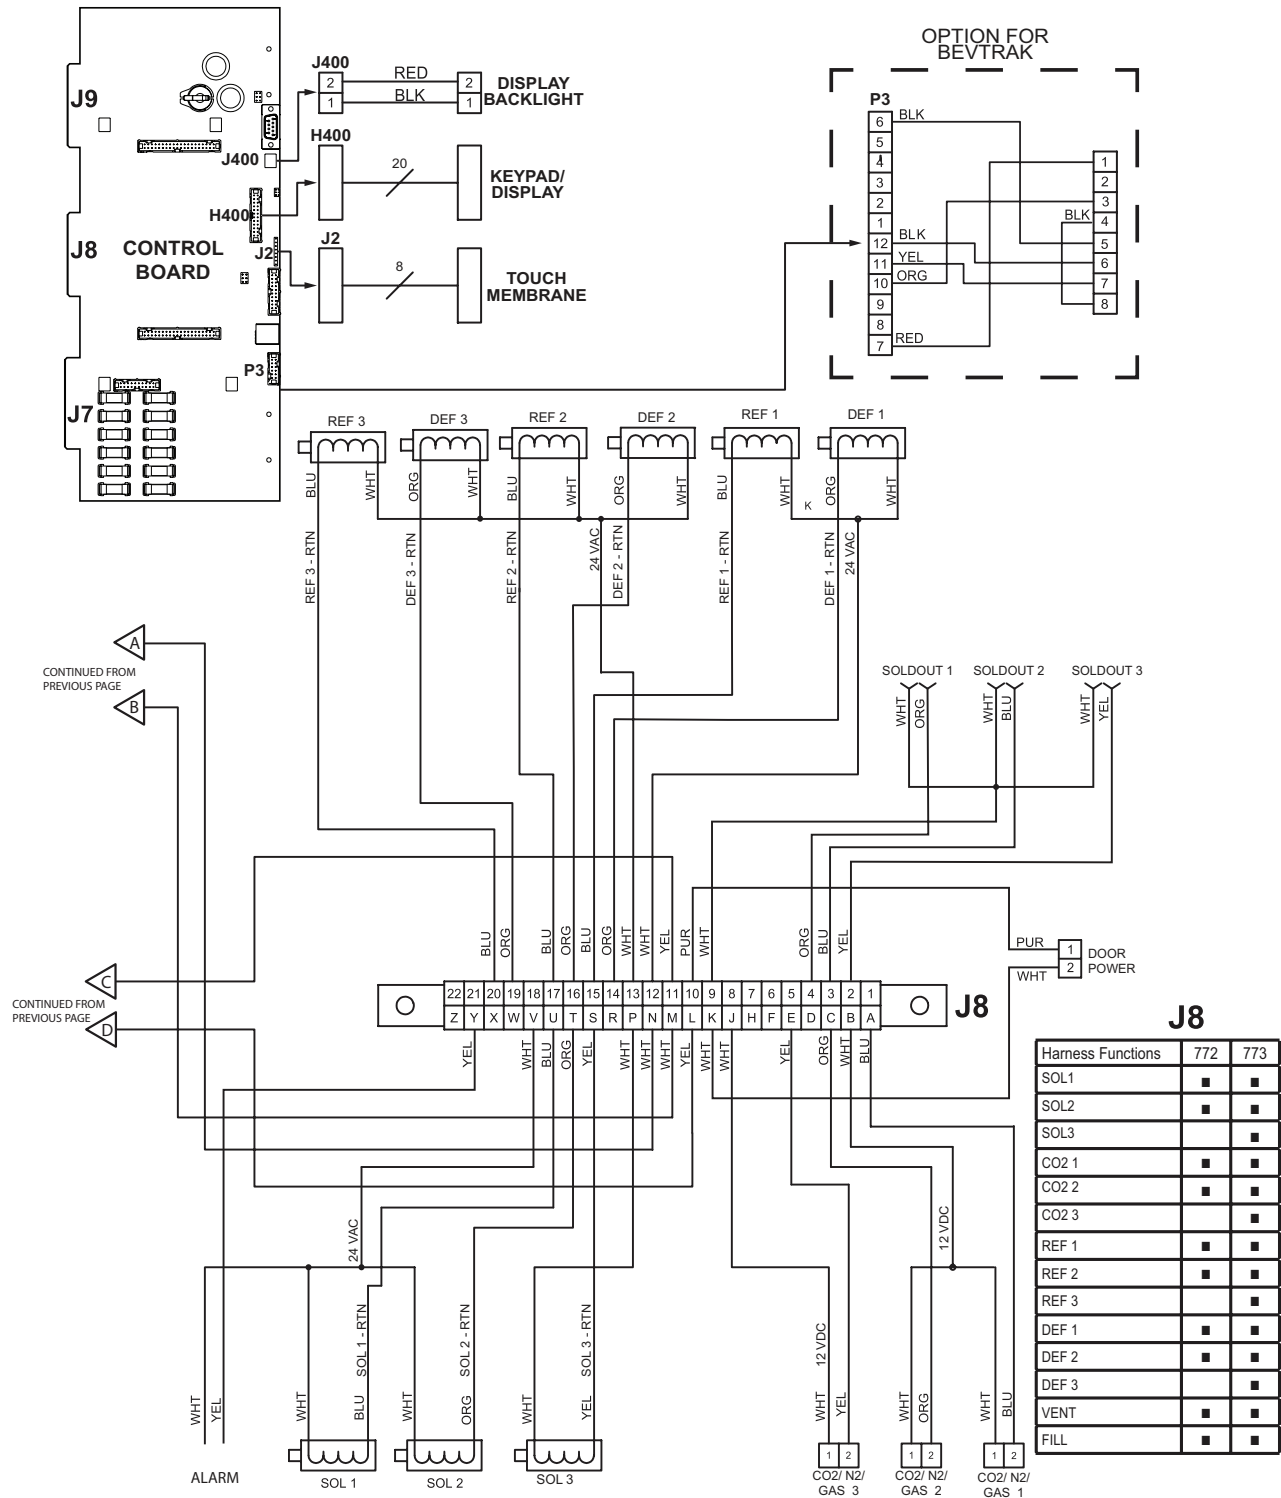 OPTION FOR
BEVTRAK
J9
J400
H400
J8
CONTROL
BOARD
J2
P3
J7
J400
2 RED 2
1 BLK 1
DISPLAY
BACKLIGHT
H400
20
KEYPAD/
DISPLAY
J2
8
TOUCH
MEMBRANE
P3
6 BLK
5
4
3
2
1
12 BLK
11 YEL
10 ORG
9
8
7 RED
1
2
3
BLK 4
5
6
7
8
REF 3
DEF 3
REF 2
DEF 2
REF 1
DEF 1
BLU WHT ORG WHT BLU WHT ORG WHT BLU WHT ORG WHT
K
REF 3 - RTN
DEF 3 - RTN
REF 2 - RTN
24 VAC
DEF 2 - RTN
REF 1 - RTN
DEF 1 - RTN
24 VAC
A
CONTINUED FROM
PREVIOUS PAGE
B
SOLDOUT 1 SOLDOUT 2 SOLDOUT 3
WHT ORG WHT BLU WHT YEL
BLU ORG BLU ORG BLU ORG WHT WHT YEL PUR WHT ORG BLU YEL
PUR 1
WHT 2
DOOR
POWER
C
CONTINUED FROM
PREVIOUS PAGE
D
22 21 20 19 18 17 16 15 14 13 12 11 10 9 8 7 6 5 4 3 2 1
Z Y X W V U T S R P N M L K J H F E D C B A
J8
YEL WHT BLU ORG YEL WHT WHT WHT YEL WHT WHT YEL ORG WHT BLU
24 VAC
SOL 1 - RTN
SOL 2 - RTN
SOL 3 - RTN
12 VDC
12 VDC
WHT YEL WHT BLU WHT ORG WHT YEL WHT YEL WHT ORG WHT BLU
ALARM
SOL 1
SOL 2
SOL 3
1 2
CO2/ N2/
GAS 3
1 2
CO2/ N2/
GAS 2
1 2
CO2/ N2/
GAS 1
J8
Harness Functions 772 773
SOL1 ■ ■
SOL2 ■ ■
SOL3 ■
CO2 1 ■ ■
CO2 2 ■ ■
CO2 3 ■
REF 1 ■ ■
REF 2 ■ ■
REF 3 ■
DEF 1 ■ ■
DEF 2 ■ ■
DEF 3 ■
VENT ■ ■
FILL ■ ■